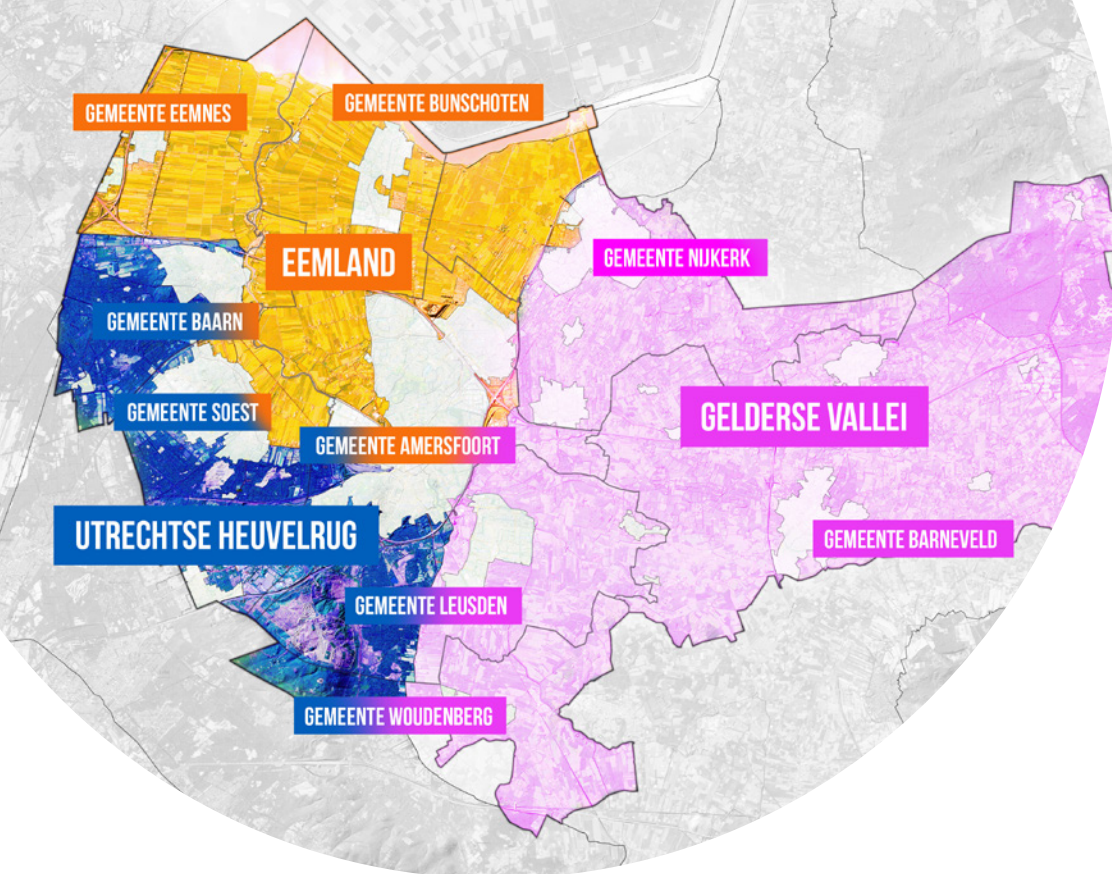 GEMEENTE EEMNES
GEMEENTE BUNSCHOTEN
EEMLAND
GEMEENTE NIJKERK
GEMEENTE BAARN
GEMEENTE SOEST
GELDERSE VALLEI
GEMEENTE AMERSFOORT
UTRECHTSE HEUVELRUG
GEMEENTE BARNEVELD
GEMEENTE LEUSDEN
GEMEENTE WOUDENBERG